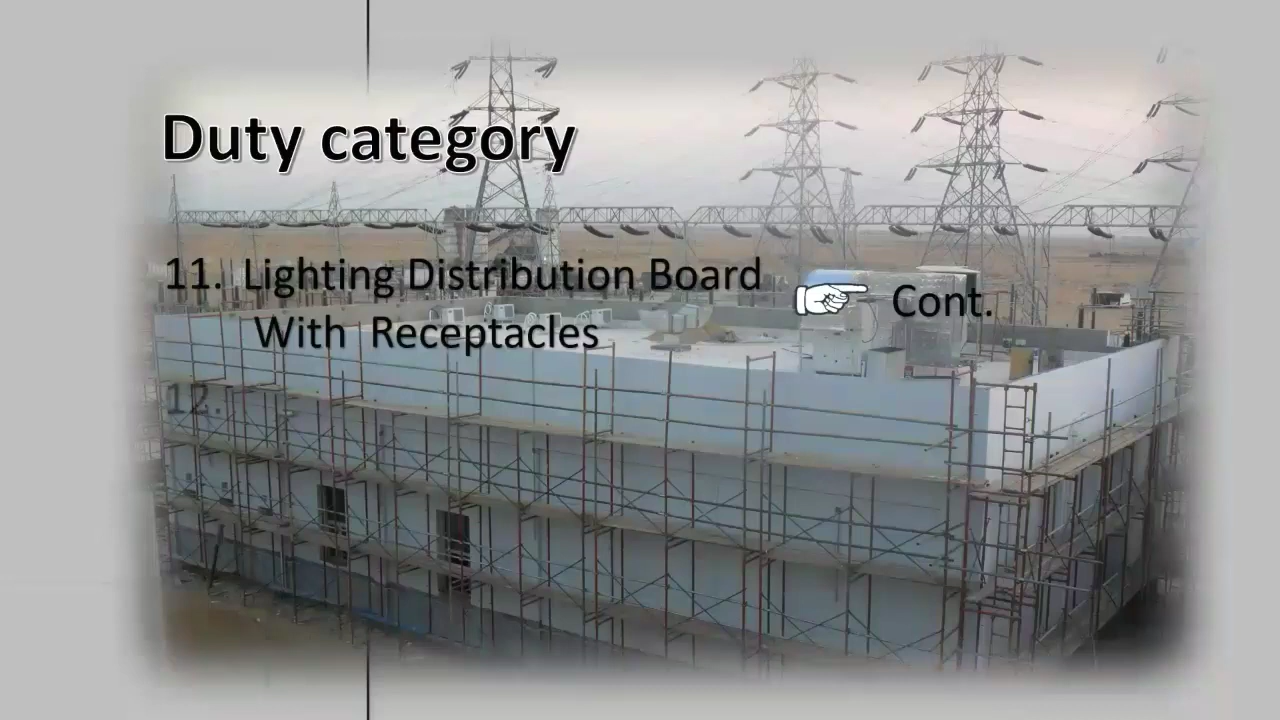 Duty category
11. Lighting Distribution Board
With Receptacles
Cont.
12.